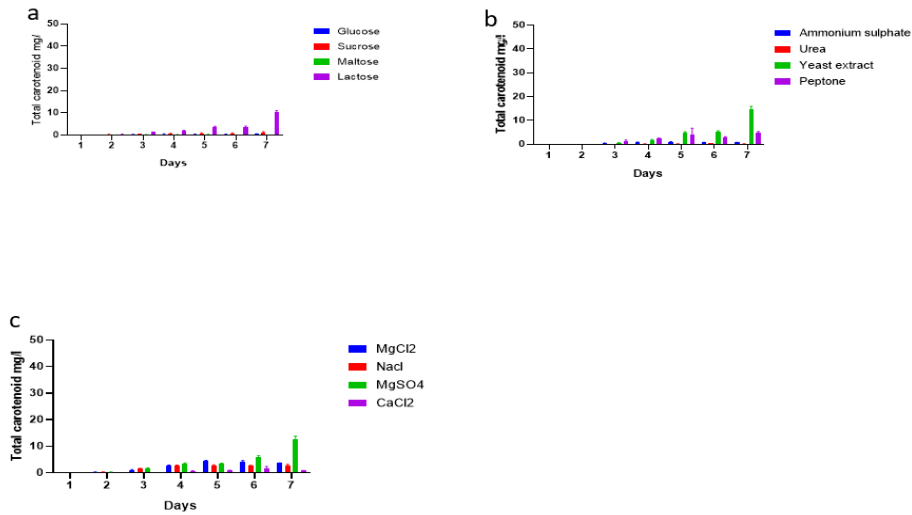 a
Total carotenoid mg/
50
40
30
20
10
0
1 2 3 4 5 6 7
Days
Glucose
Sucrose
Maltose
Lactose
b
Total carotenoid mg/l
50
40
30
20
10
0
1 2 3 4 5 6 7
Days
Ammonium sulphate
Urea
Yeast extract
Peptone
c
Total carotenoid mg/l
50
40
30
20
10
0
1 2 3 4 5 6 7
Days
MgCl2
Nacl
MgSO4
CaCl2